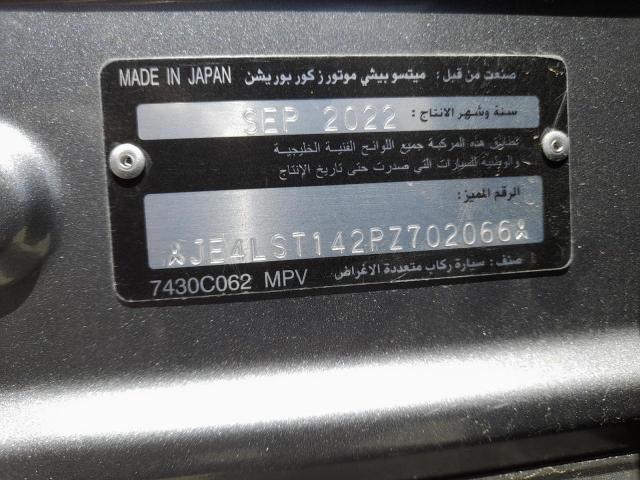 MADE IN JAPAN صنعت من قبل : ميتسوبيشي موتورز كوربوريشن
سنة وشهر الانتاج : SEP 2022
تطابق هذه المركبة جميع اللوائح الفنية الخليجية
والوطنية للسيارات التي صدرت حتى تاريخ الإنتاج
الرقم المميز:
JE4LST142PZ702066
7430C062 MPV صنف : سيارة ركاب متعددة الاغراض